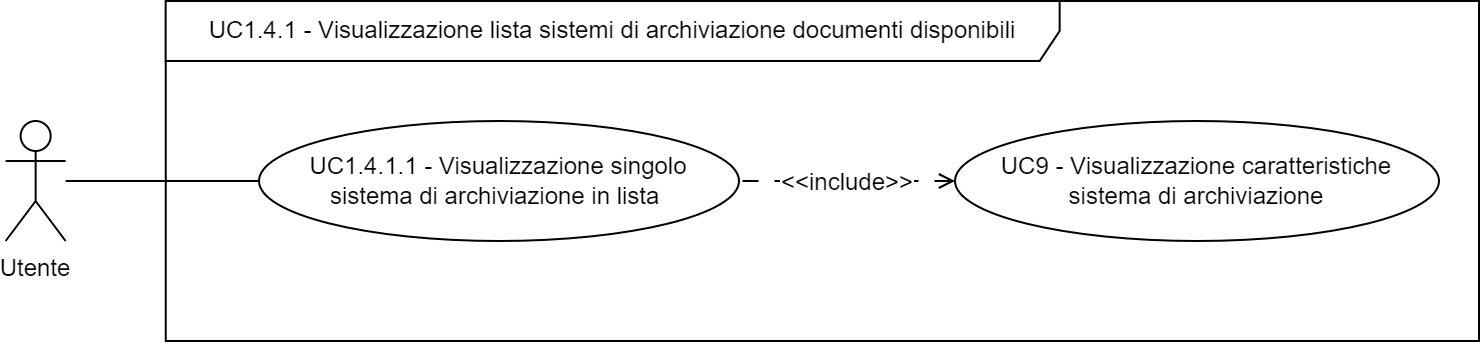 UC1.4.1 - Visualizzazione lista sistemi di archiviazione documenti disponibili
UC1.4.1.1 - Visualizzazione singolo
sistema di archiviazione in lista
<<include>>
UC9 - Visualizzazione caratteristiche
sistema di archiviazione
Utente